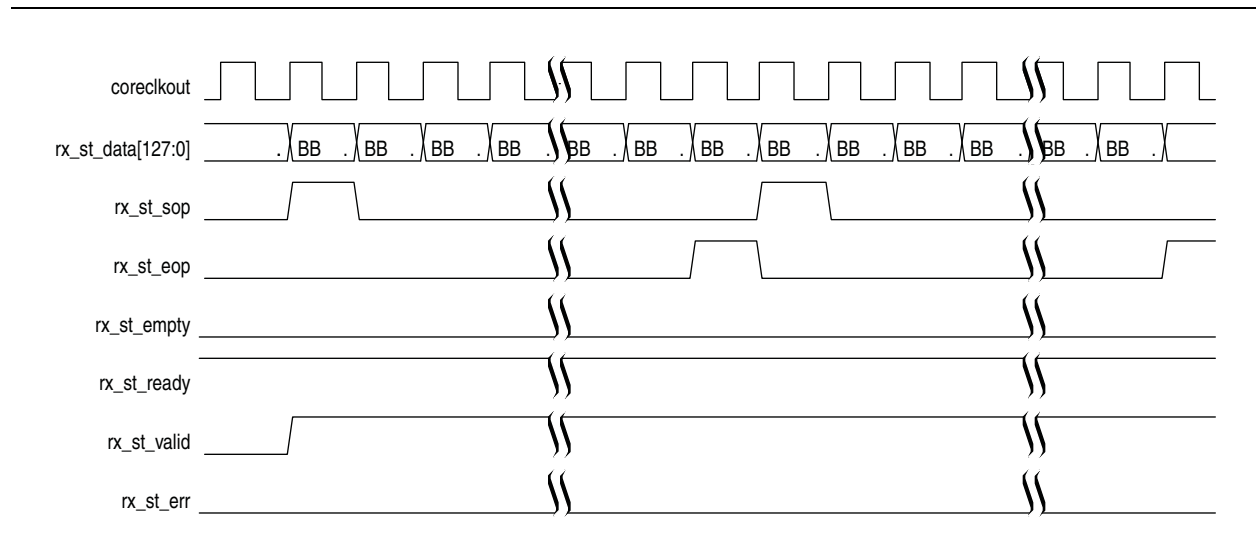 coreclkout
rx_st_data[127:0] . BB . BB . BB . BB . BB . BB . BB . BB . BB . BB . BB . BB . BB .
rx_st_sop
rx_st_eop
rx_st_empty
rx_st_ready
rx_st_valid
rx_st_err